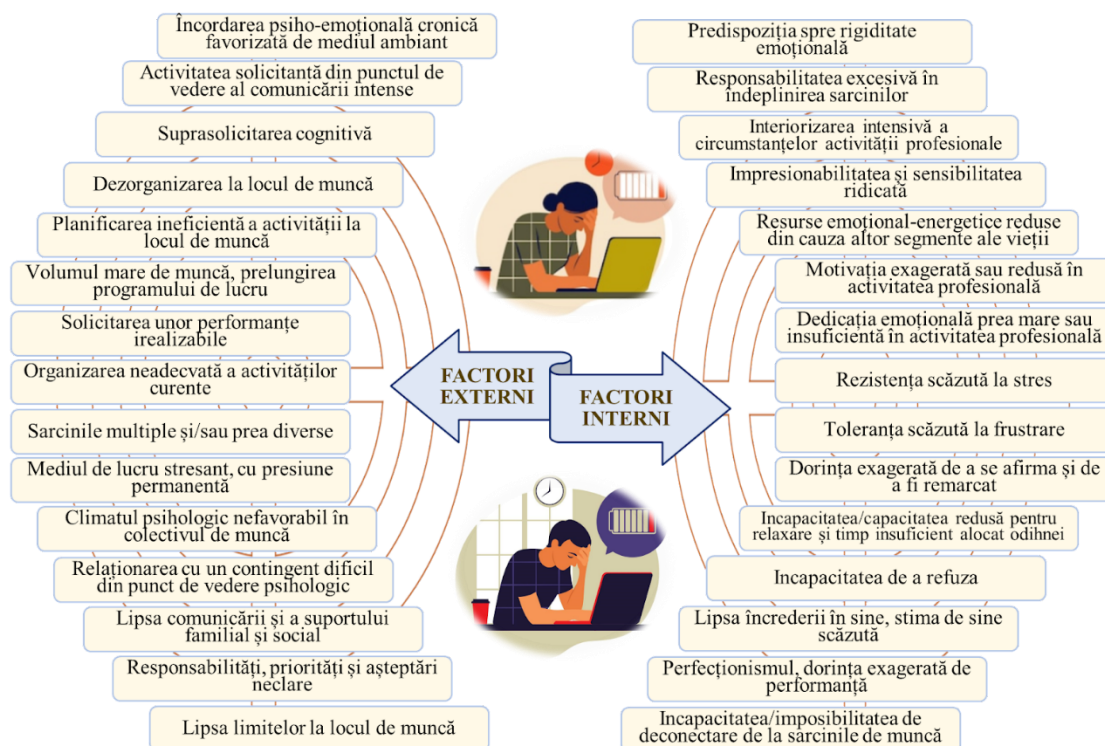 Încordarea psiho-emoțională cronică
favorizată de mediul ambiant
Activitatea solicitantă din punctul de
vedere al comunicării intense
Suprasolicitarea cognitivă
Dezorganizarea la locul de muncă
Planificarea ineficientă a activității la
locul de muncă
Volumul mare de muncă, prelungirea
programului de lucru
Solicitarea unor performanțe
irealizabile
Organizarea neadecvată a activităților
curente
Sarcinile multiple și/sau prea diverse
Mediul de lucru stresant, cu presiune
permanentă
Climatul psihologic nefavorabil în
colectivul de muncă
Relaționarea cu un contingent dificil
din punct de vedere psihologic
Lipsa comunicării și a suportului
familial și social
Responsabilități, priorități și așteptări
neclare
Lipsa limitelor la locul de muncă
FACTORI
EXTERNI
FACTORI
INTERNI
Predispoziția spre rigiditate
emoțională
Responsabilitatea excesivă în
îndeplinirea sarcinilor
Interiorizarea intensivă a
circumstanțelor activității profesionale
Impresionabilitatea și sensibilitatea
ridicată
Resurse emoțional-energetice reduse
din cauza altor segmente ale vieții
Motivația exagerată sau redusă în
activitatea profesională
Dedicația emoțională prea mare sau
insuficientă în activitatea profesională
Rezistența scăzută la stres
Toleranța scăzută la frustrare
Dorința exagerată de a se afirma și de
a fi remarcat
Incapacitatea/capacitatea redusă pentru
relaxare și timp insuficient alocat odihnei
Incapacitatea de a refuza
Lipsa încrederii în sine, stima de sine
scăzută
Perfecționismul, dorința exagerată de
performanță
Incapacitatea/imposibilitatea de
deconectare de la sarcinile de muncă